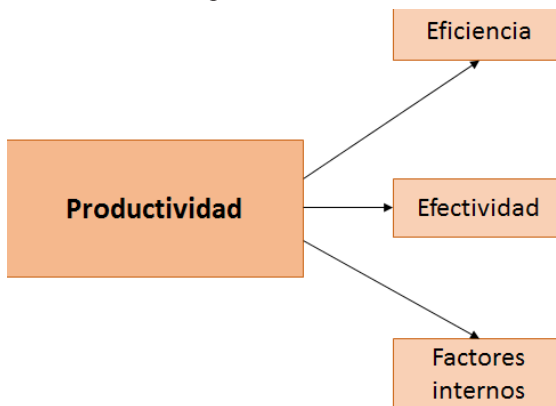 Eficiencia
Productividad
Efectividad
Factores
internos